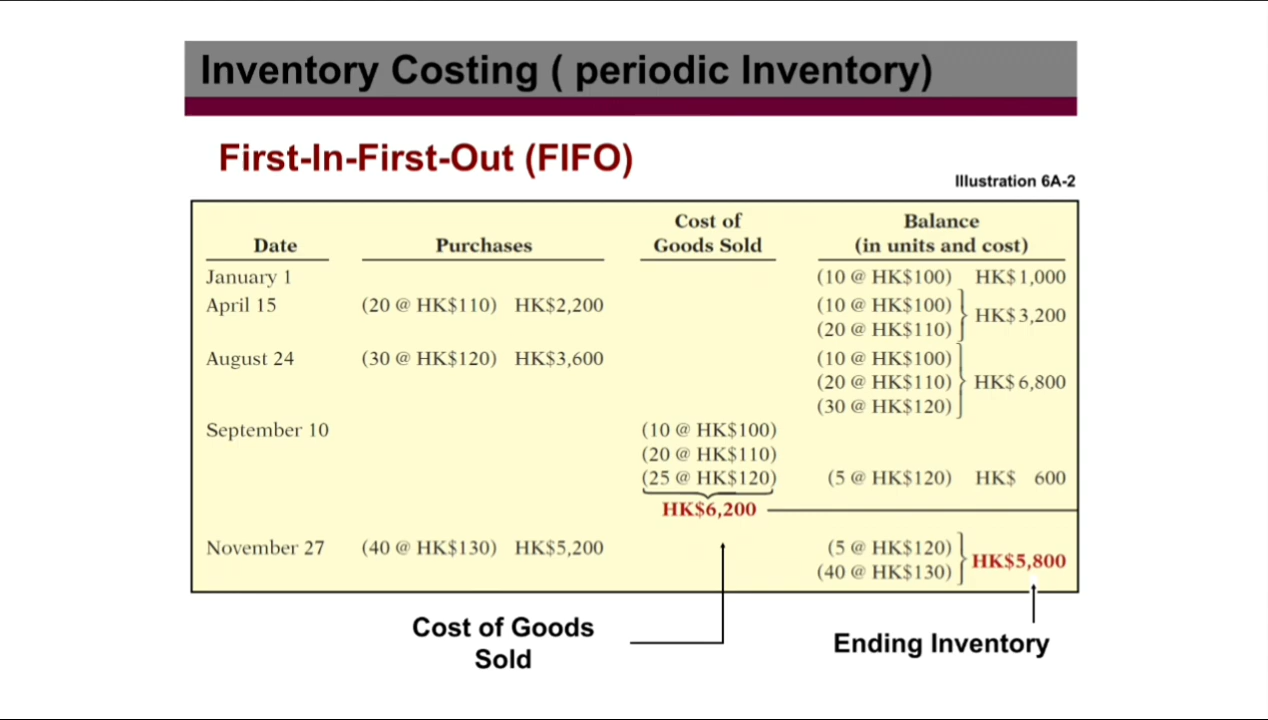 Inventory Costing ( periodic Inventory)
First-In-First-Out (FIFO)
Illustration 6A-2
Cost of Balance
Date Purchases Goods Sold (in units and cost)
January 1 (10 @ HK$100) HK$1,000
April 15 (20 @ HK$110) HK$2,200 (10 @ HK$100)
HK$3,200
(20 @ HK$110)
August 24 (30 @ HK$120) HK$3,600 (10 @ HK$100)
(20 @ HK$110) HK$6,800
(30 @ HK$120)
September 10 (10 @ HK$100)
(20 @ HK$110)
(25 @ HK$120) (5 @ HK$120) HK$ 600
HK$6,200
November 27 (40 @ HK$130) HK$5,200 (5 @ HK$120)
HK$5,800
(40 @ HK$130)
Cost of Goods
Sold
Ending Inventory